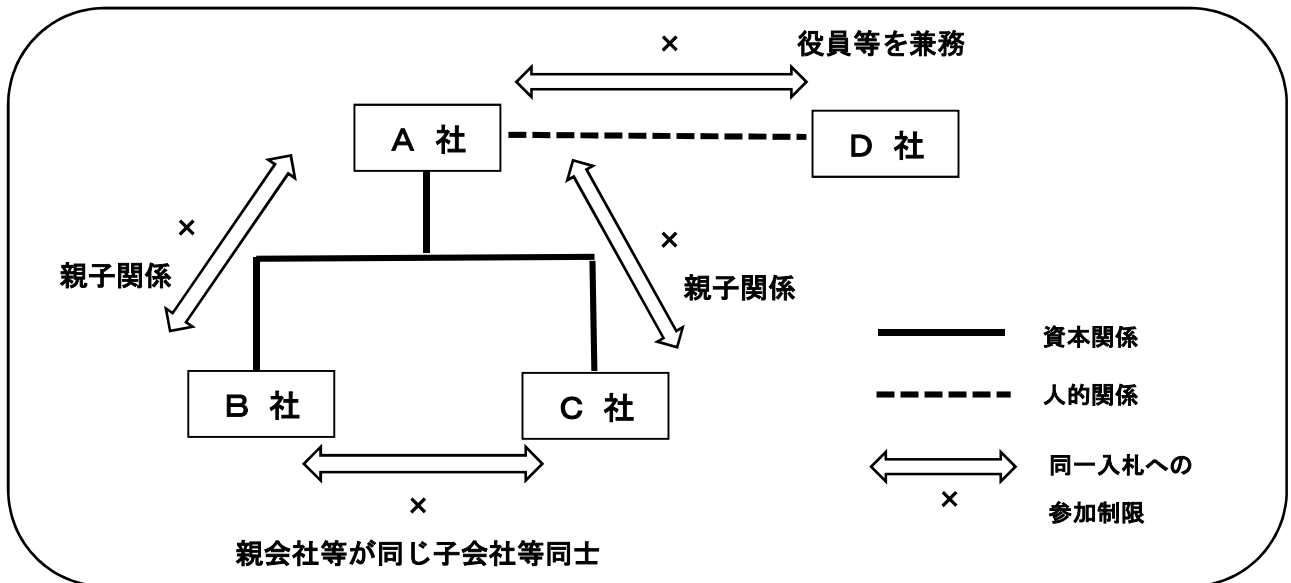 ×
役員等を兼務
A 社
D 社
×
親子関係
×
親子関係
資本関係
人的関係
B 社
C 社
同一入札への
×
参加制限
×
親会社等が同じ子会社等同士